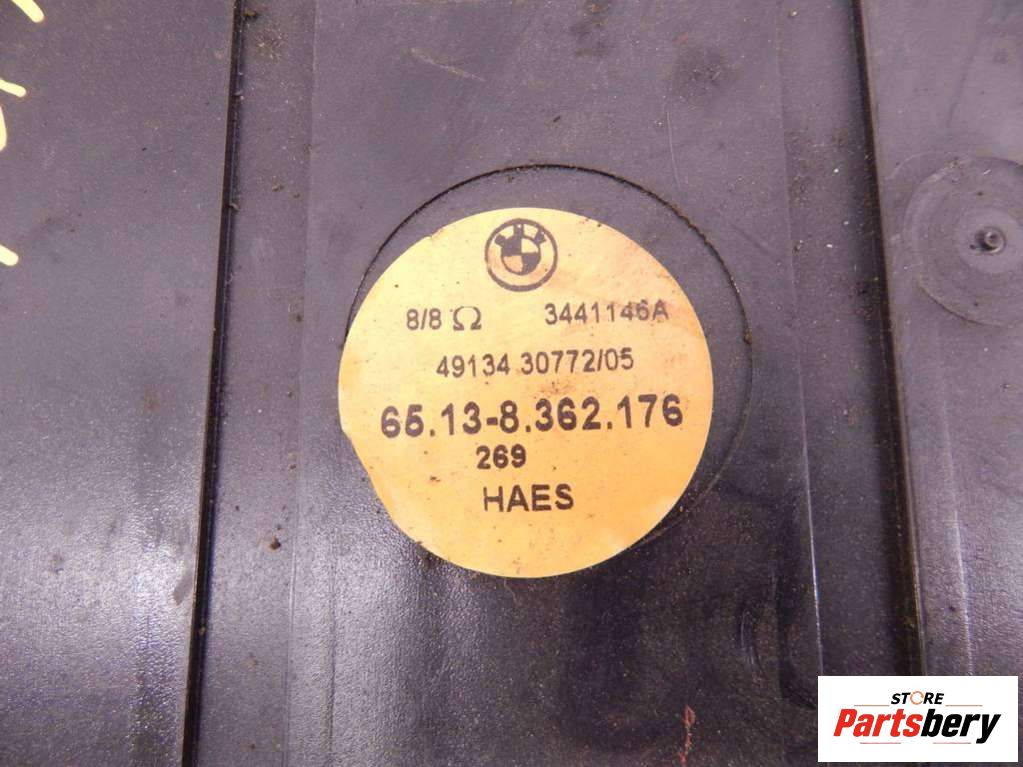 8/8 Ω 3441146A
49134 30772/05
65.13-8.362.176
269
HAES
STORE
Partsbery